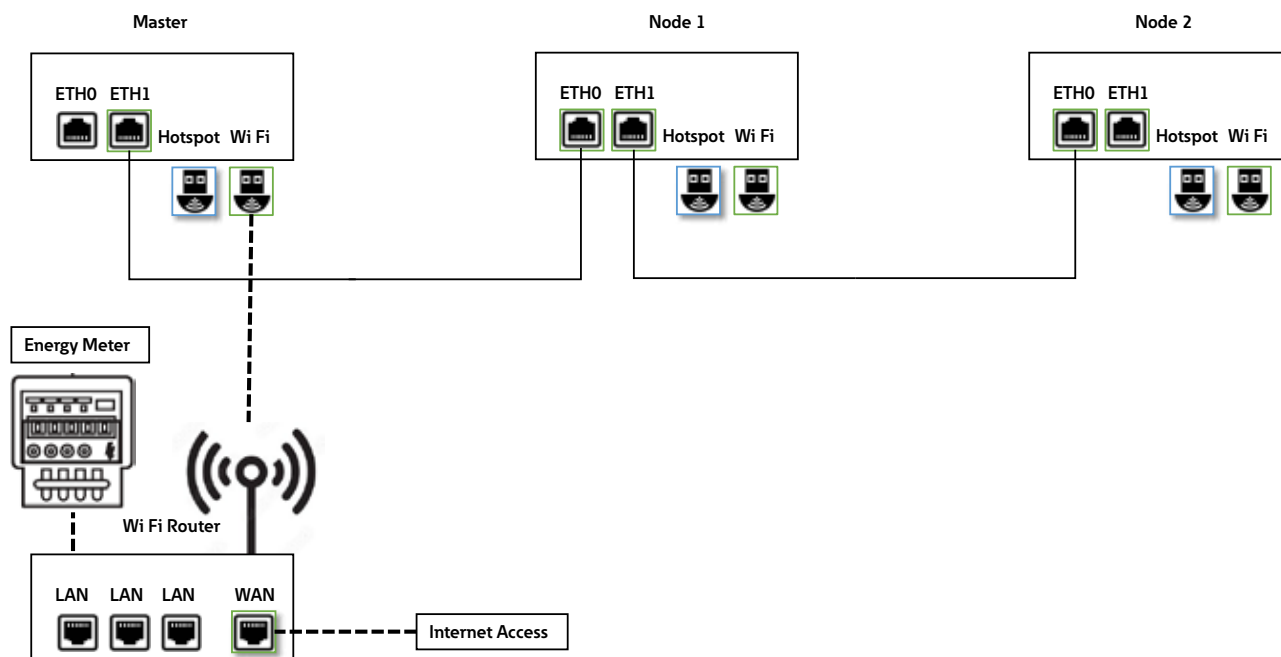 Master Node 1 Node 2
ETH0 ETH1 ETH0 ETH1 ETH0 ETH1
Hotspot Wi Fi Hotspot Wi Fi Hotspot Wi Fi
Energy Meter
Wi Fi Router
LAN LAN LAN WAN
Internet Access